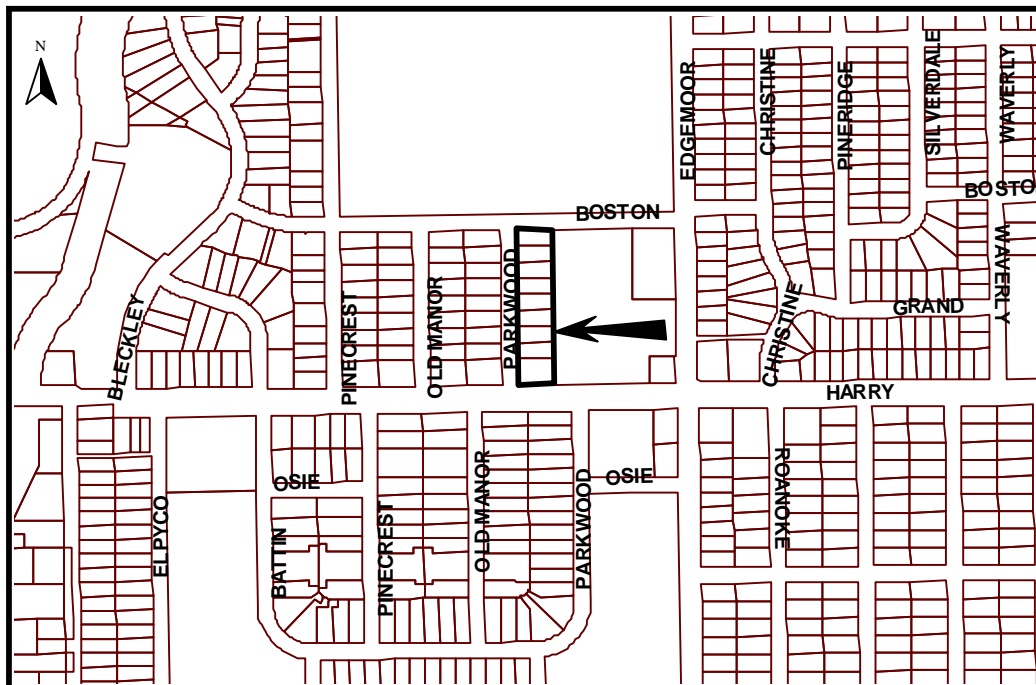 N
EDGEMOOR
CHRISTINE
PINERIDGE
SILVERDALE
WAVERLY
BOSTO
BOSTON
WAVERLY
BLECKLEY
PINECREST
OLD MANOR
PARKWOOD
CHRISTINE
GRAND
HARRY
ELPYCO
OSIE
BATTIN
PINECREST
OLD MANOR
PARKWOOD
OSIE
ROANOKE